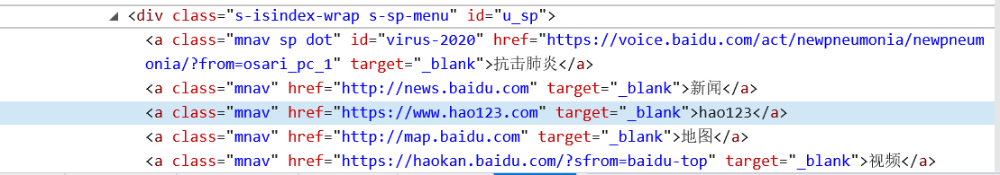 <div class="s-isindex-wrap s-sp-menu" id="u_sp">
<a class="mnav sp dot" id="virus-2020" href="https://voice.baidu.com/act/newpneumonia/newpneum
onia/?from=osari_pc_1" target="_blank">抗击肺炎</a>
<a class="mnav" href="http://news.baidu.com" target="_blank">新闻</a>
<a class="mnav" href="https://www.hao123.com" target="_blank">hao123</a>
<a class="mnav" href="http://map.baidu.com" target="_blank">地图</a>
<a class="mnav" href="https://haokan.baidu.com/?sfrom=baidu-top" target="_blank">视频</a>